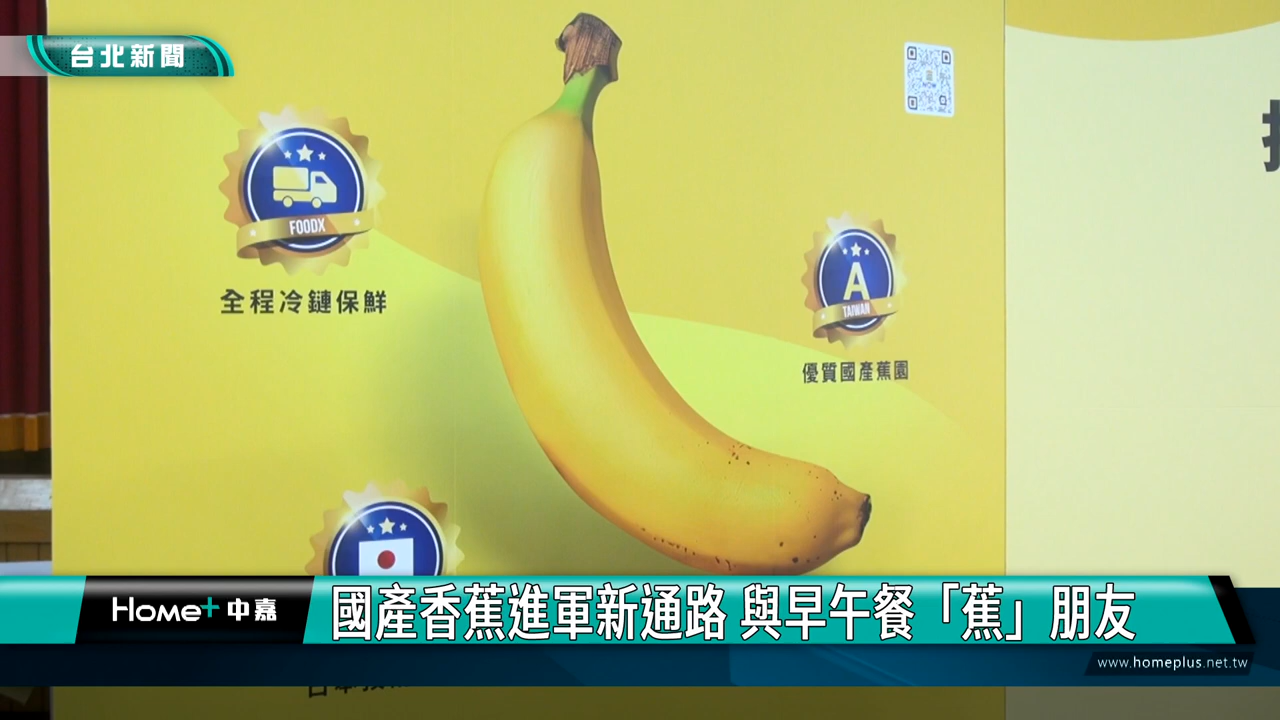 台北新聞
FOODX
全程冷鏈保鮮
A
TAIWAN
優質國產蕉園
Home+ 中嘉
國產香蕉進軍新通路 與早午餐「蕉」朋友
www.homeplus.net.tw